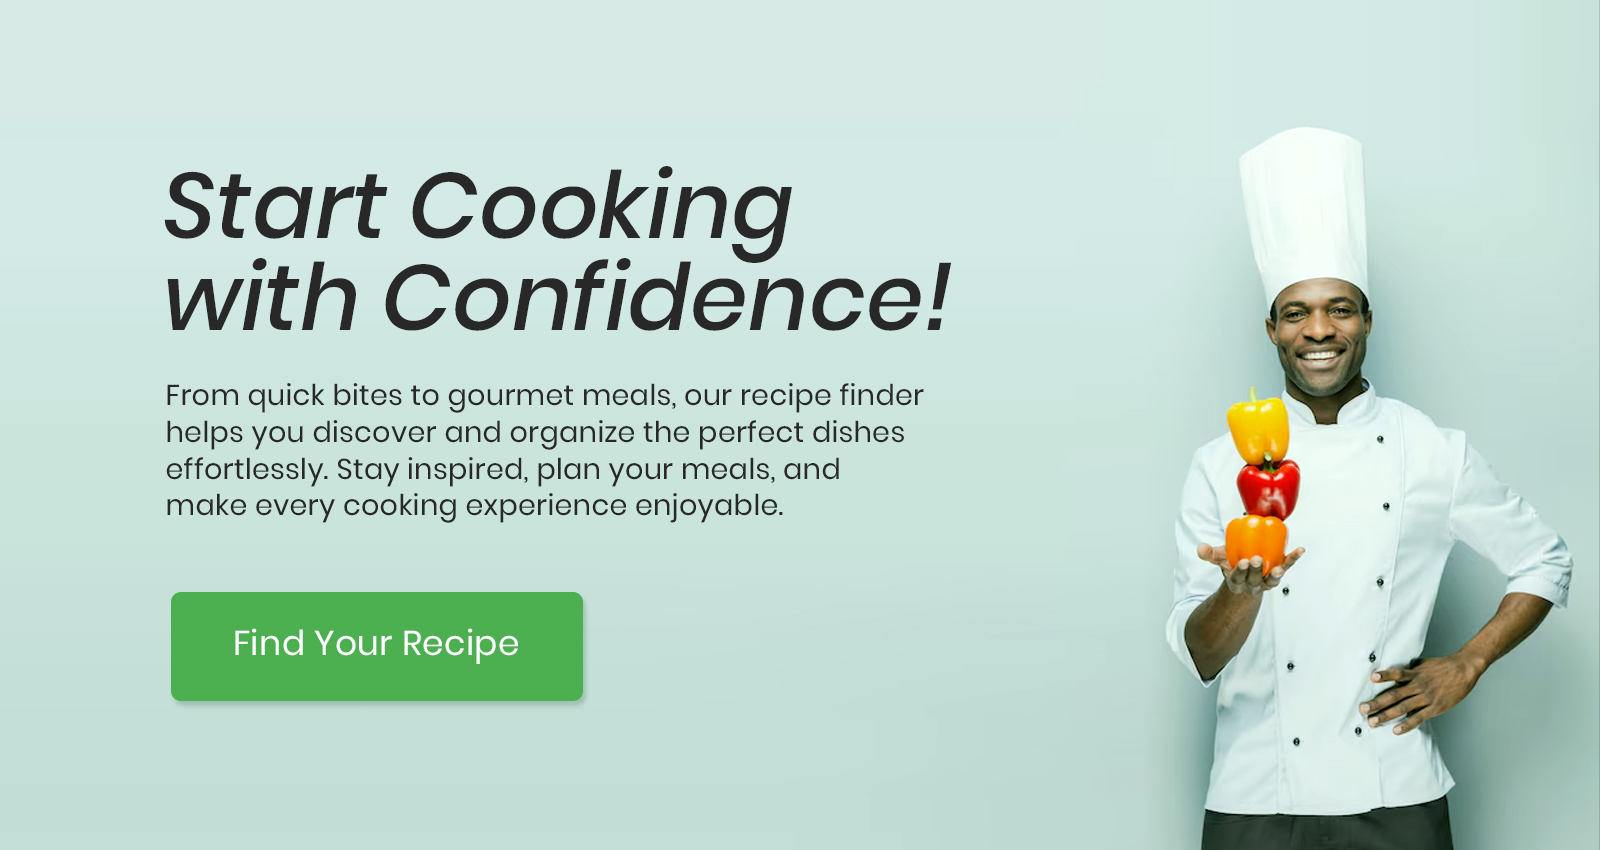 Start Cooking
with Confidence!
From quick bites to gourmet meals, our recipe finder
helps you discover and organize the perfect dishes
effortlessly. Stay inspired, plan your meals, and
make every cooking experience enjoyable.
Find Your Recipe